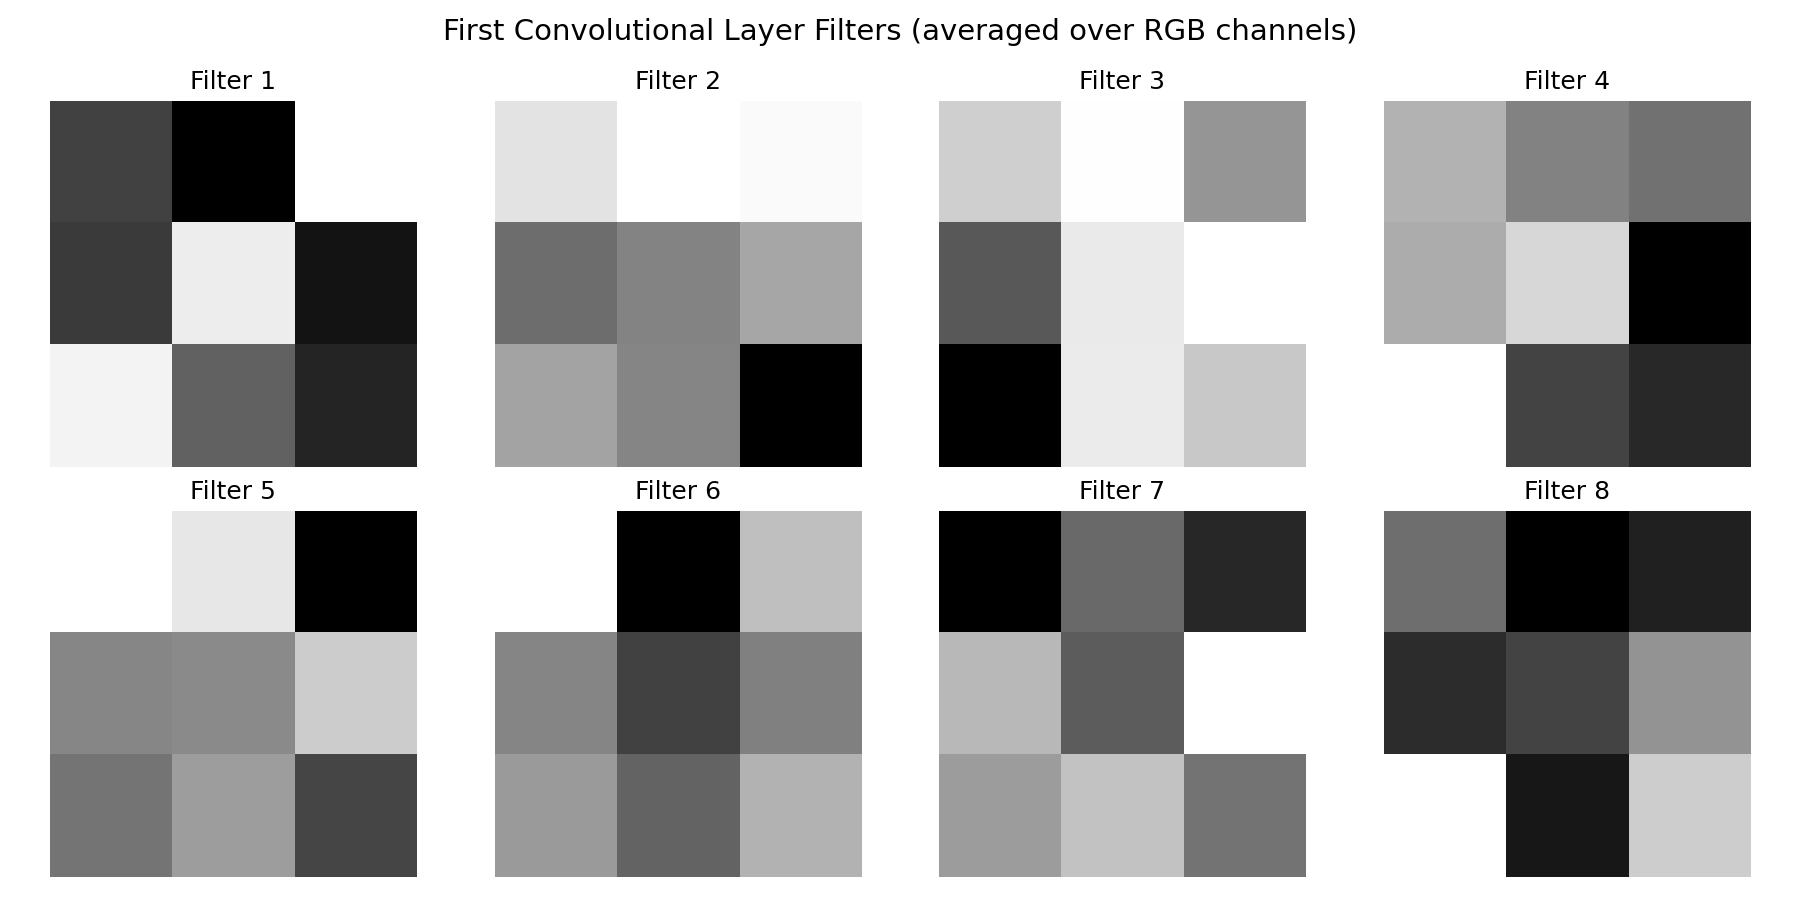 First Convolutional Layer Filters (averaged over RGB channels)
Filter 1
Filter 2
Filter 3
Filter 4
Filter 5
Filter 6
Filter 7
Filter 8